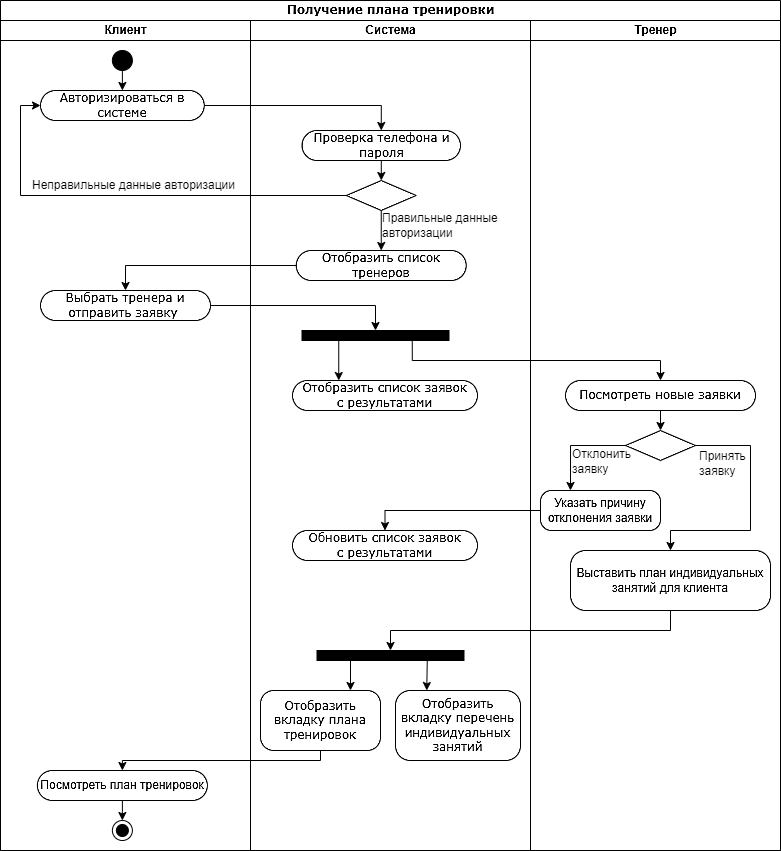 Получение плана тренировки
Клиент
Система
Тренер
Авторизироваться в
системе
Проверка телефона и
пароля
Неправильные данные авторизации
Правильные данные
авторизации
Отобразить список
тренеров
Выбрать тренера и
отправить заявку
Отобразить список заявок
с результатами
Посмотреть новые заявки
Отклонить
заявку
Принять
заявку
Указать причину
отклонения заявки
Обновить список заявок
с результатами
Выставить план индивидуальных
занятий для клиента
Отобразить
вкладку плана
тренировок
Отобразить
вкладку перечень
индивидуальных
занятий
Посмотреть план тренировок